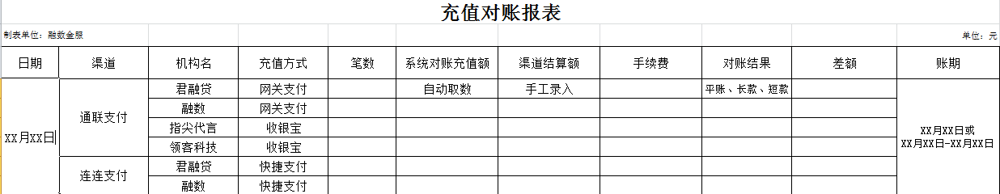 充值对账报表
制表单位：融数金服 单位：元
日期 渠道 机构名 充值方式 笔数 系统对账充值额 渠道结算额 手续费 对账结果 差额 账期
XX月XX日 通联支付 君融贷 网关支付 自动取数 手工录入 平账、长款、短款
融数 网关支付
指尖代言 收银宝
XX月XX日或
XX月XX日-XX月XX日
领客科技 收银宝
连连支付 君融贷 快捷支付
融数 快捷支付